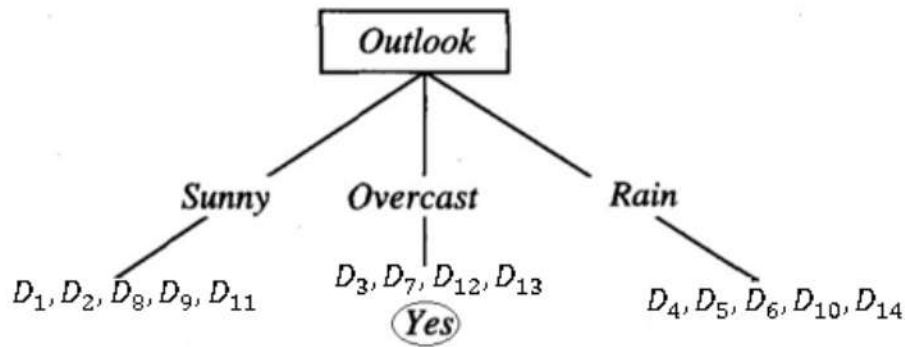 Outlook
Sunny Overcast Rain
D₁, D₂, D₈, D₉, D₁₁ D₃, D₇, D₁₂, D₁₃ D₄, D₅, D₆, D₁₀, D₁₄
Yes